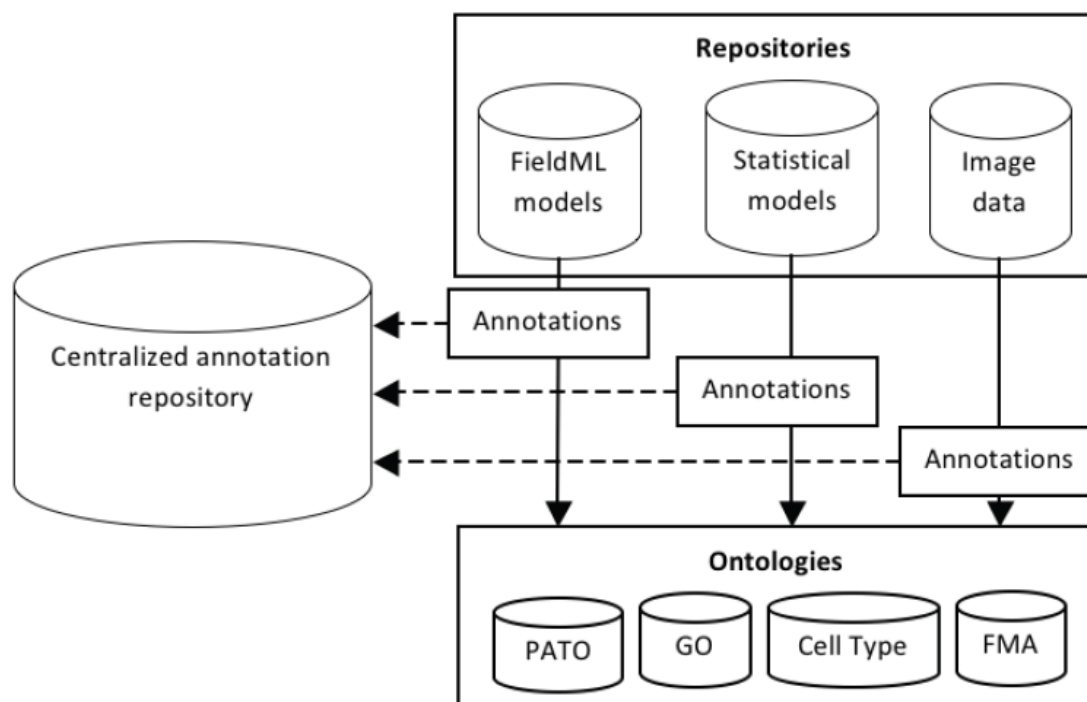 Repositories
FieldML
models
Statistical
models
Image
data
Centralized annotation
repository
Annotations
Annotations
Annotations
Ontologies
PATO
GO
Cell Type
FMA